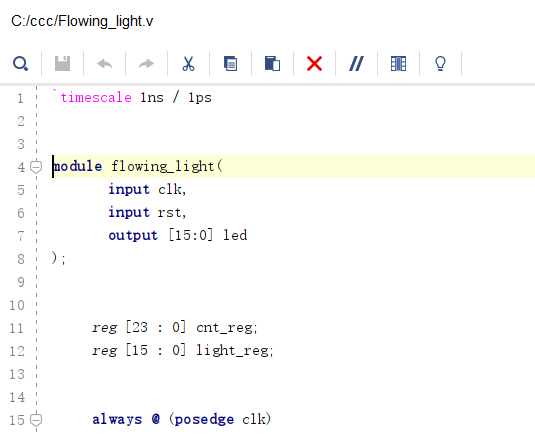 C:/ccc/Flowing_light.v
1 `timescale 1ns / 1ps
2
3
4 module flowing_light(
5 input clk,
6 input rst,
7 output [15:0] led
8 );
9
10
11 reg [23 : 0] cnt_reg;
12 reg [15 : 0] light_reg;
13
14
15 always @ (posedge clk)